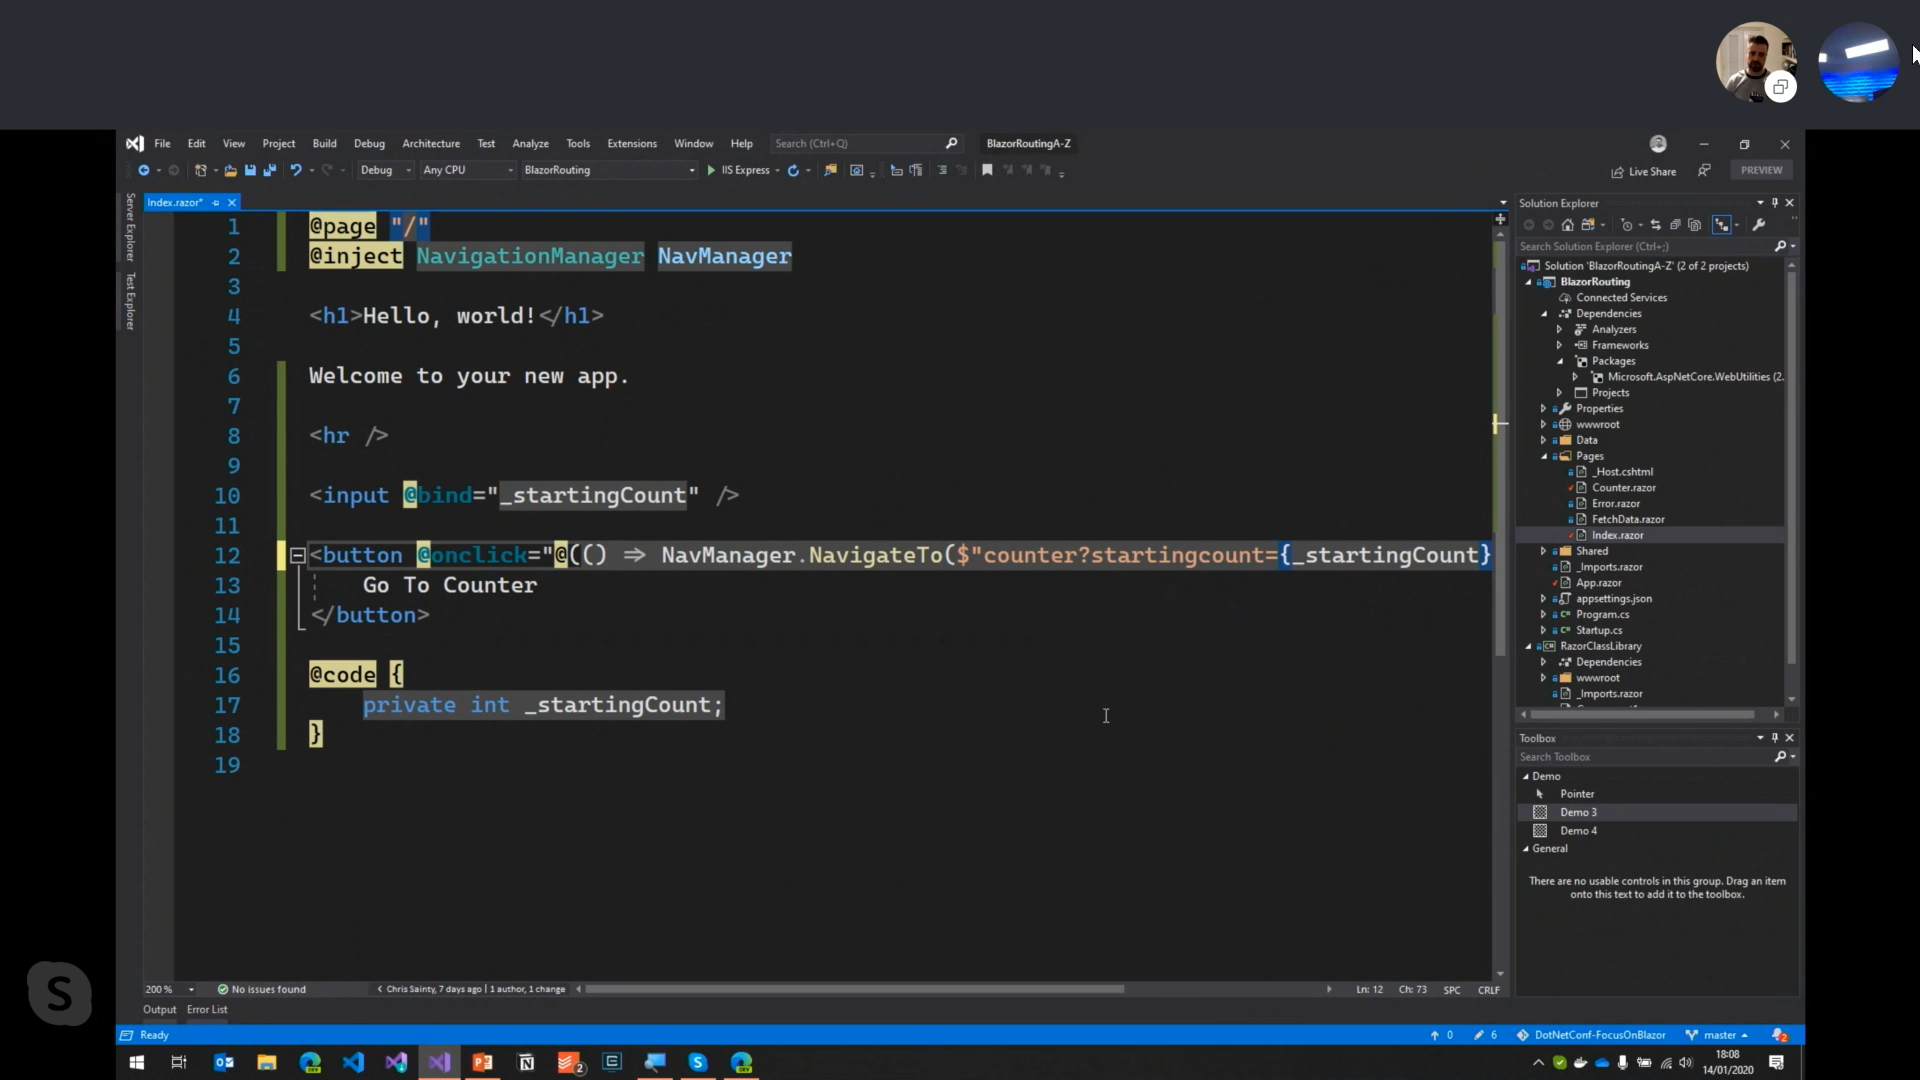 File Edit View Project Build Debug Architecture Test Analyze Tools Extensions Window Help Search (Ctrl+Q) BlazorRoutingA-Z
Debug Any CPU BlazorRouting IIS Express Live Share PREVIEW
Server Explorer
Test Explorer
Index.razor*
1 @page "/"
2 @inject NavigationManager NavManager
3
4 <h1>Hello, world!</h1>
5
6 Welcome to your new app.
7
8 <hr />
9
10 <input @bind="_startingCount" />
11
12 <button @onclick="@(() => NavManager.NavigateTo($"counter?startingcount={_startingCount}
13 Go To Counter
14 </button>
15
16 @code {
17 private int _startingCount;
18 }
19
200 % No issues found Chris Sainty, 7 days ago | 1 author, 1 change Ln: 12 Ch: 73 SPC CRLF
Output Error List
Solution Explorer
Search Solution Explorer (Ctrl+;)
Solution 'BlazorRoutingA-Z' (2 of 2 projects)
BlazorRouting
Connected Services
Dependencies
Analyzers
Frameworks
Packages
Microsoft.AspNetCore.WebUtilities (2.
Projects
Properties
wwwroot
Data
Pages
_Host.cshtml
Counter.razor
Error.razor
FetchData.razor
Index.razor
Shared
_Imports.razor
App.razor
appsettings.json
C# Program.cs
C# Startup.cs
C# RazorClassLibrary
Dependencies
wwwroot
_Imports.razor
Toolbox
Search Toolbox
Demo
Pointer
Demo 3
Demo 4
General
There are no usable controls in this group. Drag an item
onto this text to add it to the toolbox.
Ready 0 6 DotNetConf-FocusOnBlazor master 2
18:08
14/01/2020